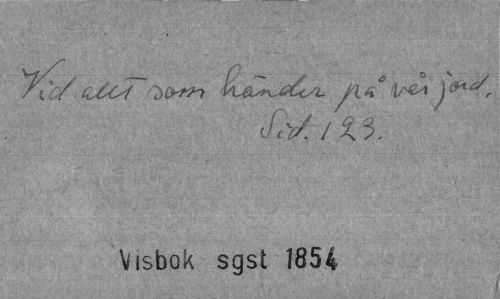 Vid allt som händer på vår jord.
Sid. 123.
Visbok sgst 1854